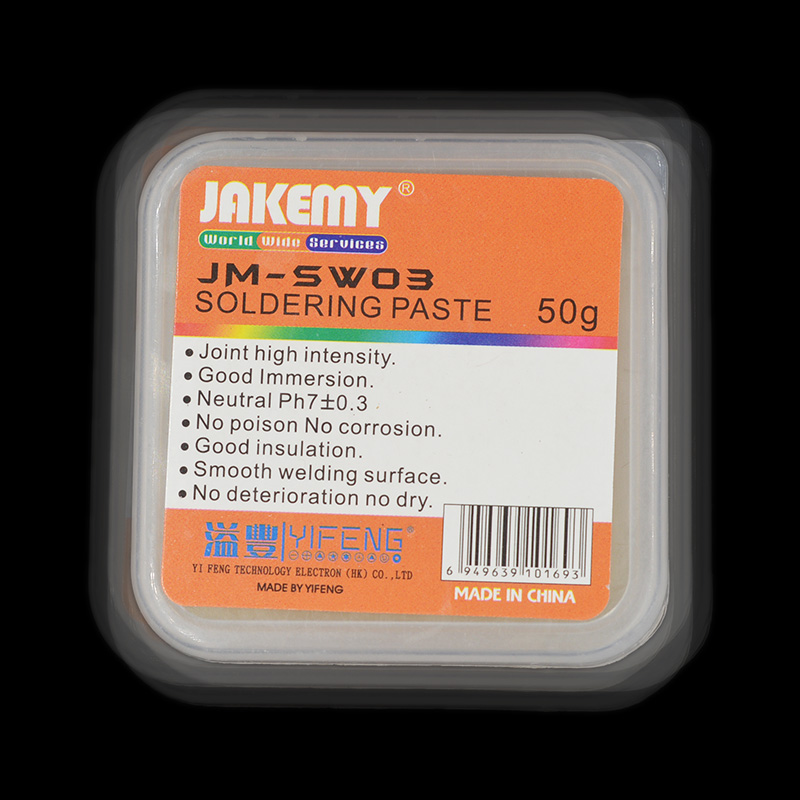 JAKEMY®
World Wide Services
JM-SW03
SOLDERING PASTE 50g
• Joint high intensity.
• Good Immersion.
• Neutral Ph7±0.3
• No poison No corrosion.
• Good insulation.
• Smooth welding surface.
• No deterioration no dry.
溢豐 YIFENG®
YI FENG TECHNOLOGY ELECTRON (HK) CO.,LTD
MADE BY YIFENG
6 949639 101693
MADE IN CHINA